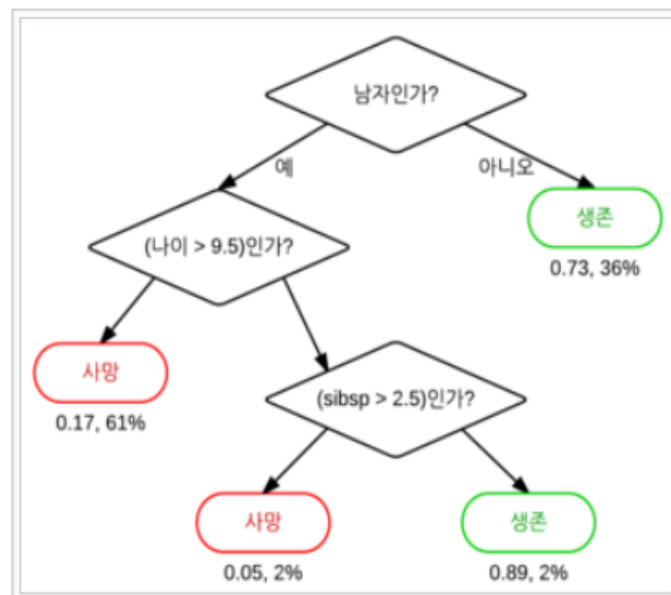 남자인가?
예
아니오
생존
0.73, 36%
(나이 > 9.5)인가?
사망
0.17, 61%
(sibsp > 2.5)인가?
사망
0.05, 2%
생존
0.89, 2%